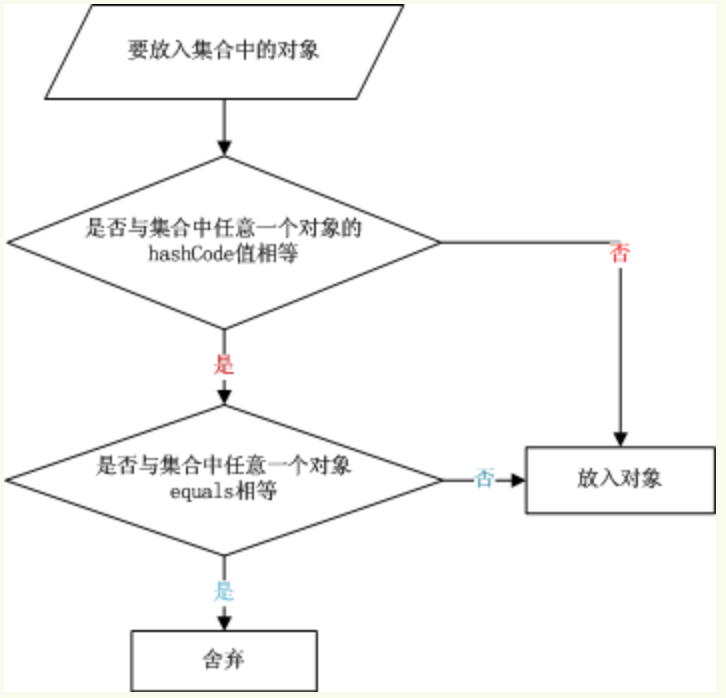 要放入集合中的对象
是否与集合中任意一个对象的
hashCode值相等
否
是
是否与集合中任意一个对象
equals相等
否
放入对象
是
舍弃